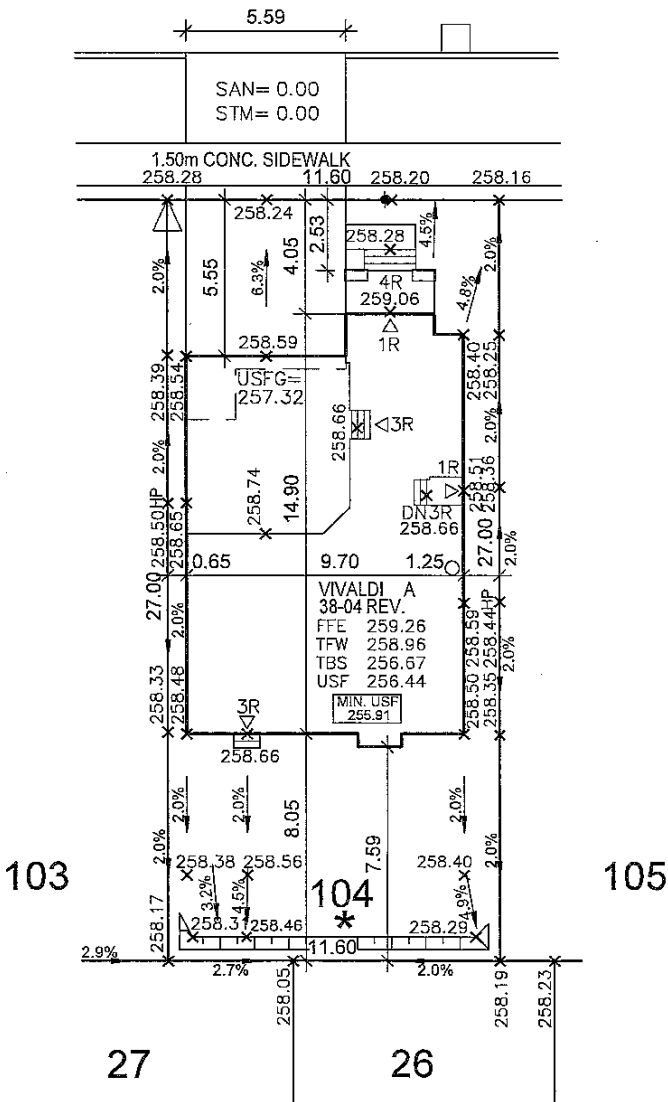 5.59
SAN= 0.00
STM= 0.00
1.50m CONC. SIDEWALK
258.28 11.60 258.20 258.16
258.24
2.53
4.05
5.55
258.28
4.5%
2.0%
2.0%
6.3%
4.8%
4R
259.06
1R
258.59
258.39
258.54
258.40
258.25
USFG=
257.32
258.66
3R
2.0%
2.0%
258.74
14.90
1R
258.51
258.36
DN3R
258.66
258.50HP
258.65
27.00
2.0%
0.65 9.70 1.25
27.00
2.0%
VIVALDI A
38-04 REV.
FFE 259.26
TFW 258.96
TBS 256.67
USF 256.44
MIN. USF
255.91
258.59
258.44HP
2.0%
258.50
258.35
258.33
258.48
3R
258.66
2.0%
2.0%
8.05
7.59
2.0%
2.0%
2.0%
103
105
258.38 258.56 258.40
104
*
3.2%
4.5%
4.9%
258.17
258.31 258.46 258.29
11.60
2.9%
2.7%
2.0%
258.05
258.19
258.23
27
26